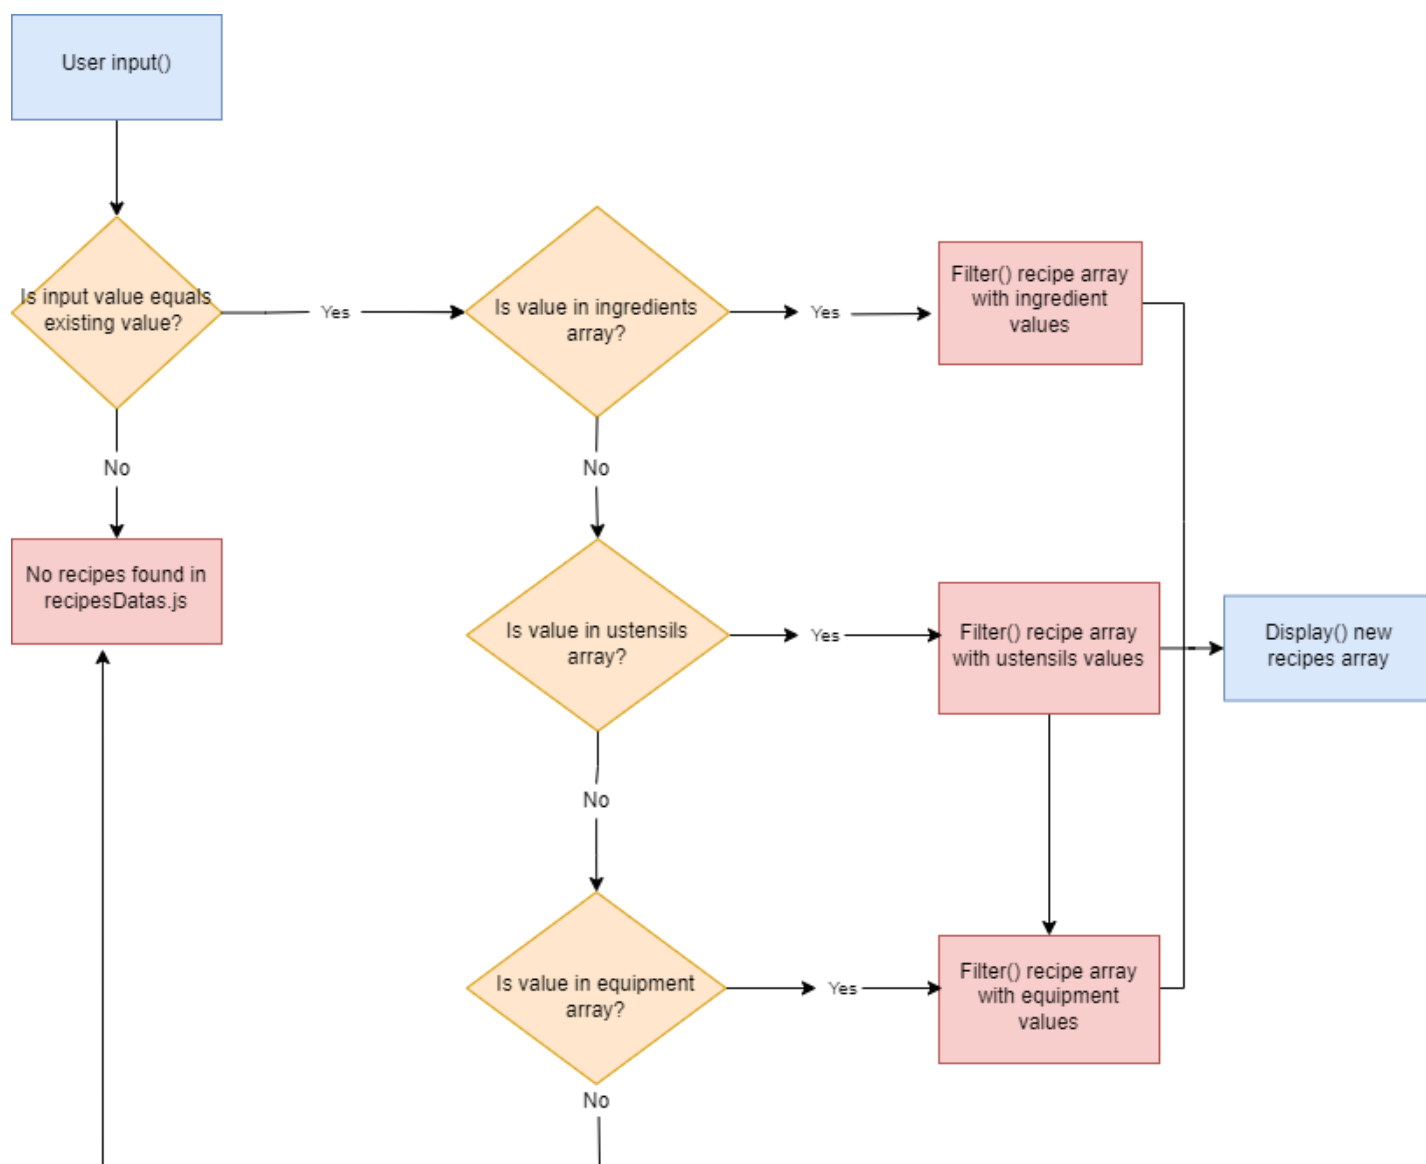 User input()
Is input value equals
existing value?
Yes
Is value in ingredients
array?
Yes
Filter() recipe array
with ingredient
values
No
No
No recipes found in
recipesDatas.js
Is value in ustensils
array?
Yes
Filter() recipe array
with ustensils values
Display() new
recipes array
No
Is value in equipment
array?
Yes
Filter() recipe array
with equipment
values
No